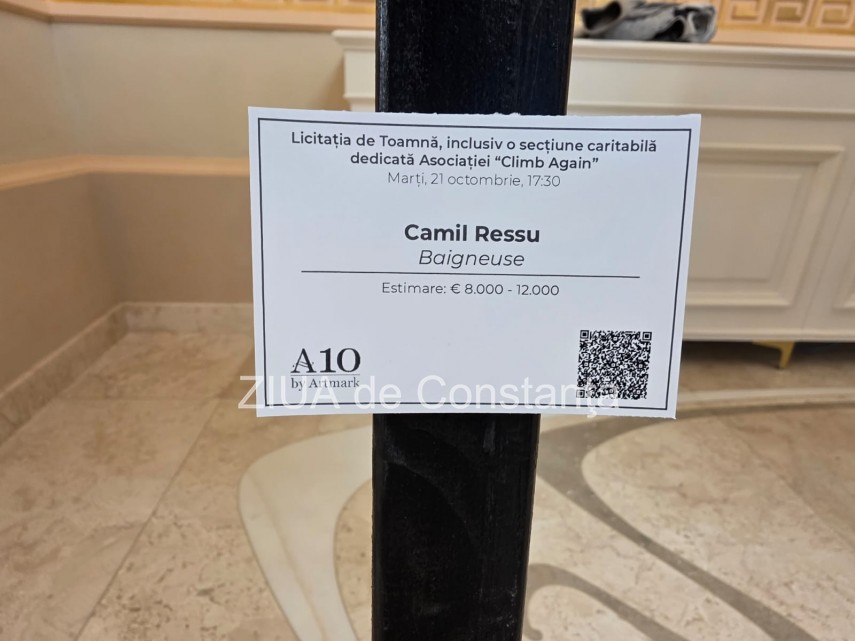 Licitația de Toamnă, inclusiv o secțiune caritabilă
dedicată Asociației “Climb Again”
Marți, 21 octombrie, 17:30
Camil Ressu
Baigneuse
Estimare: € 8.000 - 12.000
A10
by Artmark
ZIUA de Constanţa